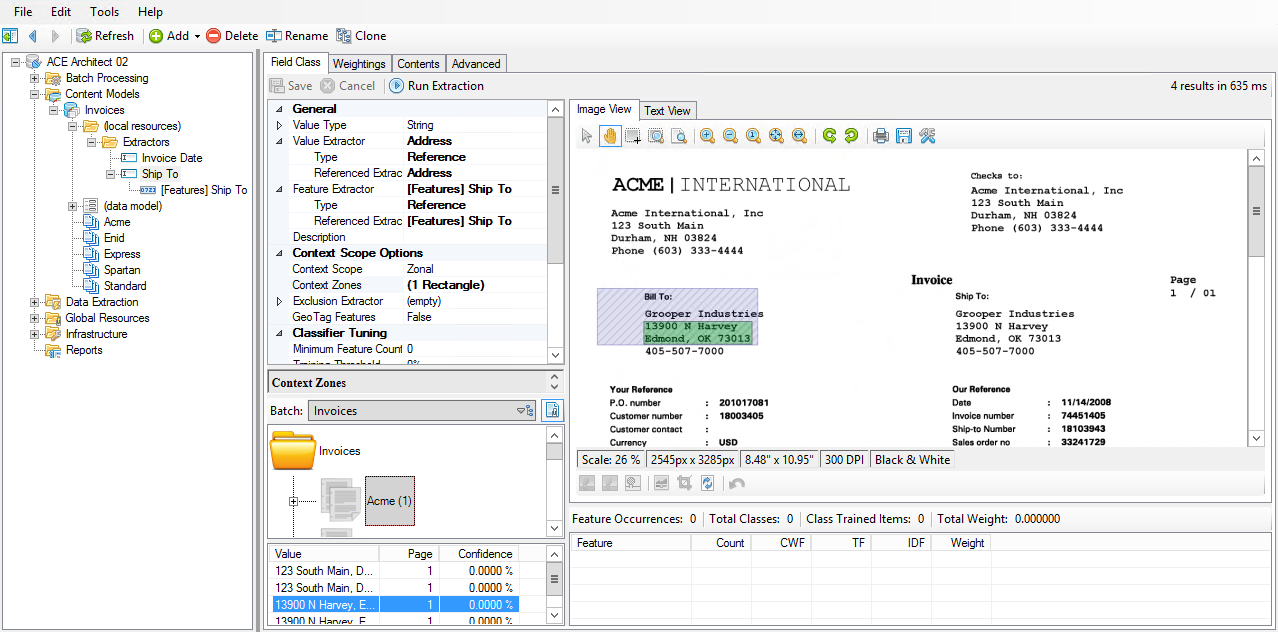 File Edit Tools Help
Refresh Add Delete Rename Clone
ACE Architect 02
Batch Processing
Content Models
Invoices
(local resources)
Extractors
Invoice Date
Ship To
[Features] Ship To
(data model)
Acme
Enid
Express
Spartan
Standard
Data Extraction
Global Resources
Infrastructure
Reports
Field Class Weightings Contents Advanced
Save Cancel Run Extraction 4 results in 635 ms
General
Value Type String
Value Extractor Address
Type Reference
Referenced Extrac Address
Feature Extractor [Features] Ship To
Type Reference
Referenced Extrac [Features] Ship To
Description
Context Scope Options
Context Scope Zonal
Context Zones (1 Rectangle)
Exclusion Extractor (empty)
GeoTag Features False
Classifier Tuning
Minimum Feature Count 0
Training Threshold 0%
Context Zones
Batch: Invoices
Invoices
Acme (1)
Value Page Confidence
123 South Main, D... 1 0.0000 %
123 South Main, D... 1 0.0000 %
13900 N Harvey, E... 1 0.0000 %
13900 N Harvey, E... 1 0.0000 %
Image View Text View
ACME | INTERNATIONAL
Acme International, Inc
123 South Main
Durham, NH 03824
Phone (603) 333-4444
Checks to:
Acme International, Inc
123 South Main
Durham, NH 03824
Phone (603) 333-4444
Invoice
Page
1 / 01
Bill To:
Grooper Industries
13900 N Harvey
Edmond, OK 73013
405-507-7000
Ship To:
Grooper Industries
13900 N Harvey
Edmond, OK 73013
405-507-7000
Your Reference
P.O. number : 201017081
Customer number : 18003405
Customer contact :
Currency : USD
Our Reference
Date : 11/14/2008
Invoice number : 74451405
Ship-to Number : 18103943
Sales order no : 33241729
Scale: 26 % 2545px x 3285px 8.48" x 10.95" 300 DPI Black & White
Feature Occurrences: 0 Total Classes: 0 Class Trained Items: 0 Total Weight: 0.000000
Feature Count CWF TF IDF Weight